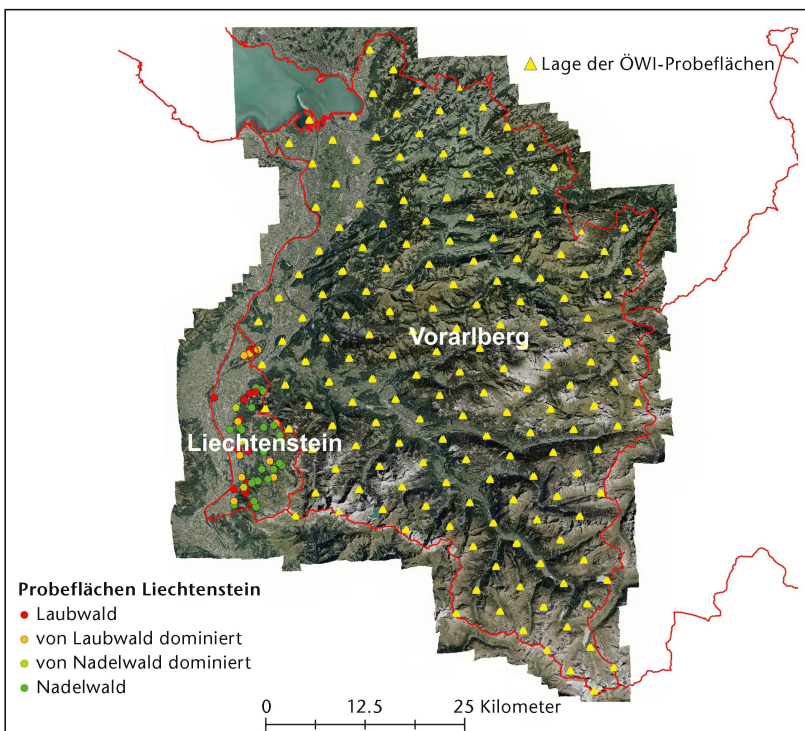 Lage der ÖWI-Probeflächen
Vorarlberg
Liechtenstein
Probeflächen Liechtenstein
Laubwald
von Laubwald dominiert
von Nadelwald dominiert
Nadelwald
0 12.5 25 Kilometer